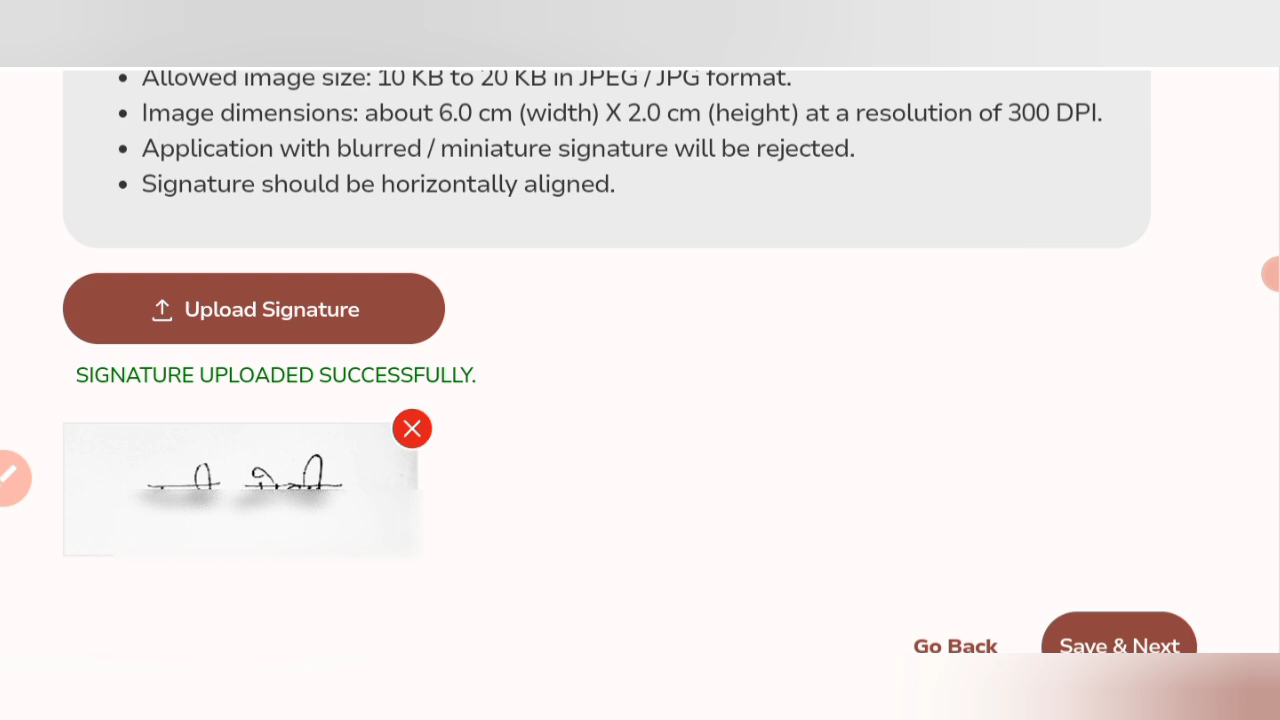 Allowed image size: 10 KB to 20 KB in JPEG / JPG format.
Image dimensions: about 6.0 cm (width) X 2.0 cm (height) at a resolution of 300 DPI.
Application with blurred / miniature signature will be rejected.
Signature should be horizontally aligned.
Upload Signature
SIGNATURE UPLOADED SUCCESSFULLY.
Go Back
Save & Next